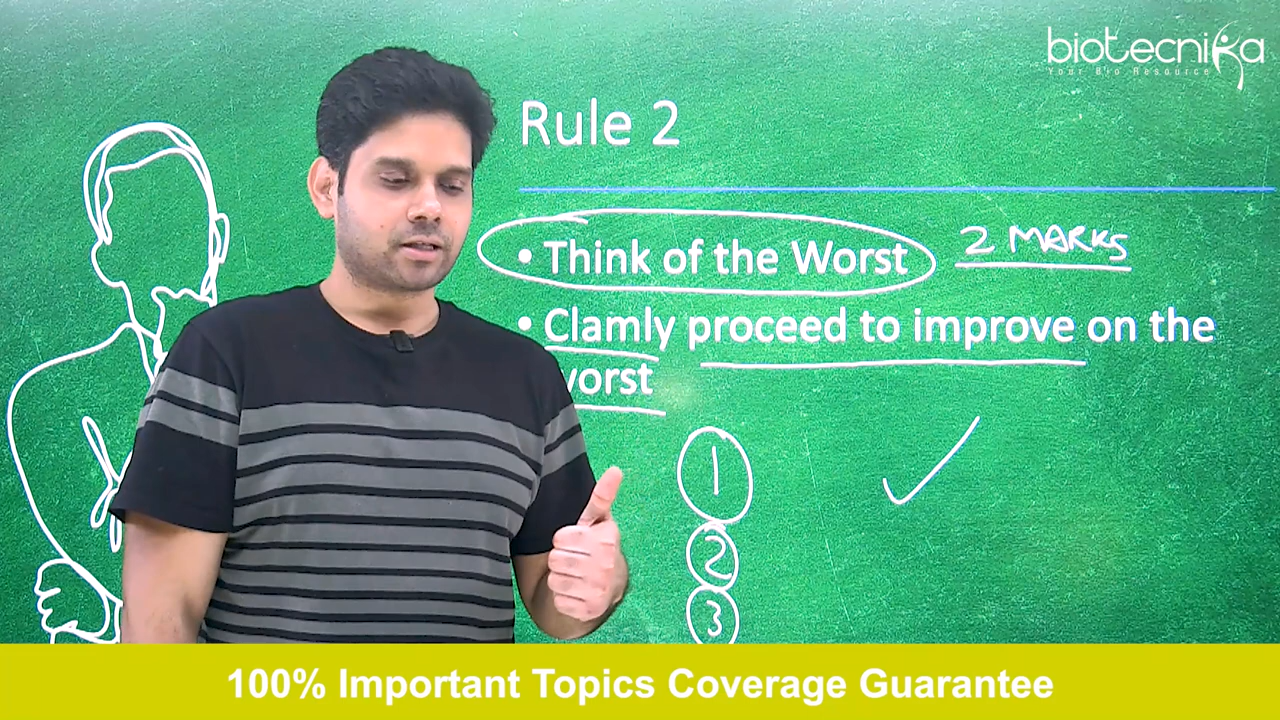 biotecnika
Your Bio Resource
Rule 2
• Think of the Worst 2 MARKS
• Clamly proceed to improve on the
worst
1
2
3
100% Important Topics Coverage Guarantee